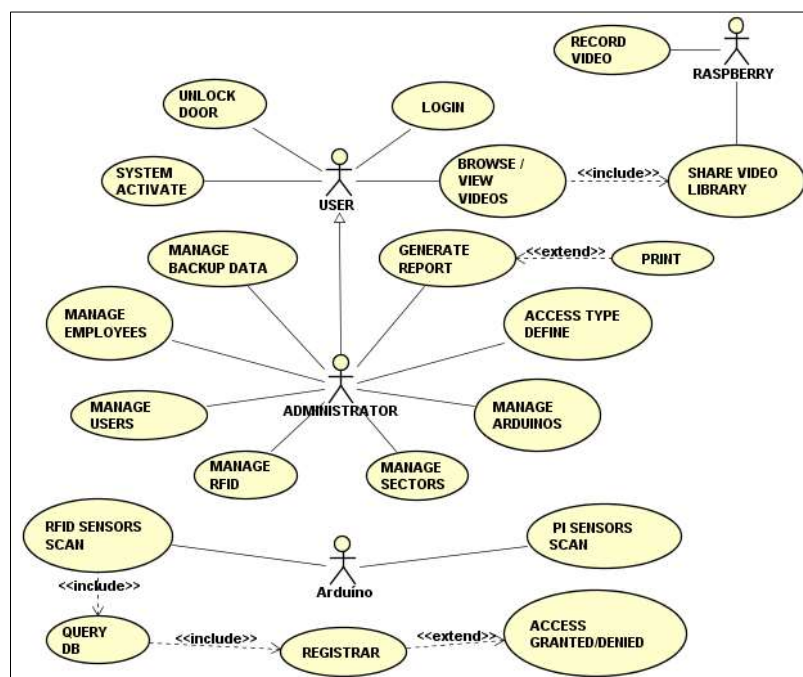 RECORD
VIDEO
RASPBERRY
UNLOCK
DOOR
LOGIN
SYSTEM
ACTIVATE
USER
BROWSE /
VIEW
VIDEOS
<<include>>
SHARE VIDEO
LIBRARY
MANAGE
BACKUP DATA
GENERATE
REPORT
<<extend>>
PRINT
MANAGE
EMPLOYEES
ACCESS TYPE
DEFINE
ADMINISTRATOR
MANAGE
USERS
MANAGE
ARDUINOS
MANAGE
RFID
MANAGE
SECTORS
RFID SENSORS
SCAN
PI SENSORS
SCAN
Arduino
<<include>>
QUERY
DB
<<include>>
REGISTRAR
<<extend>>
ACCESS
GRANTED/DENIED